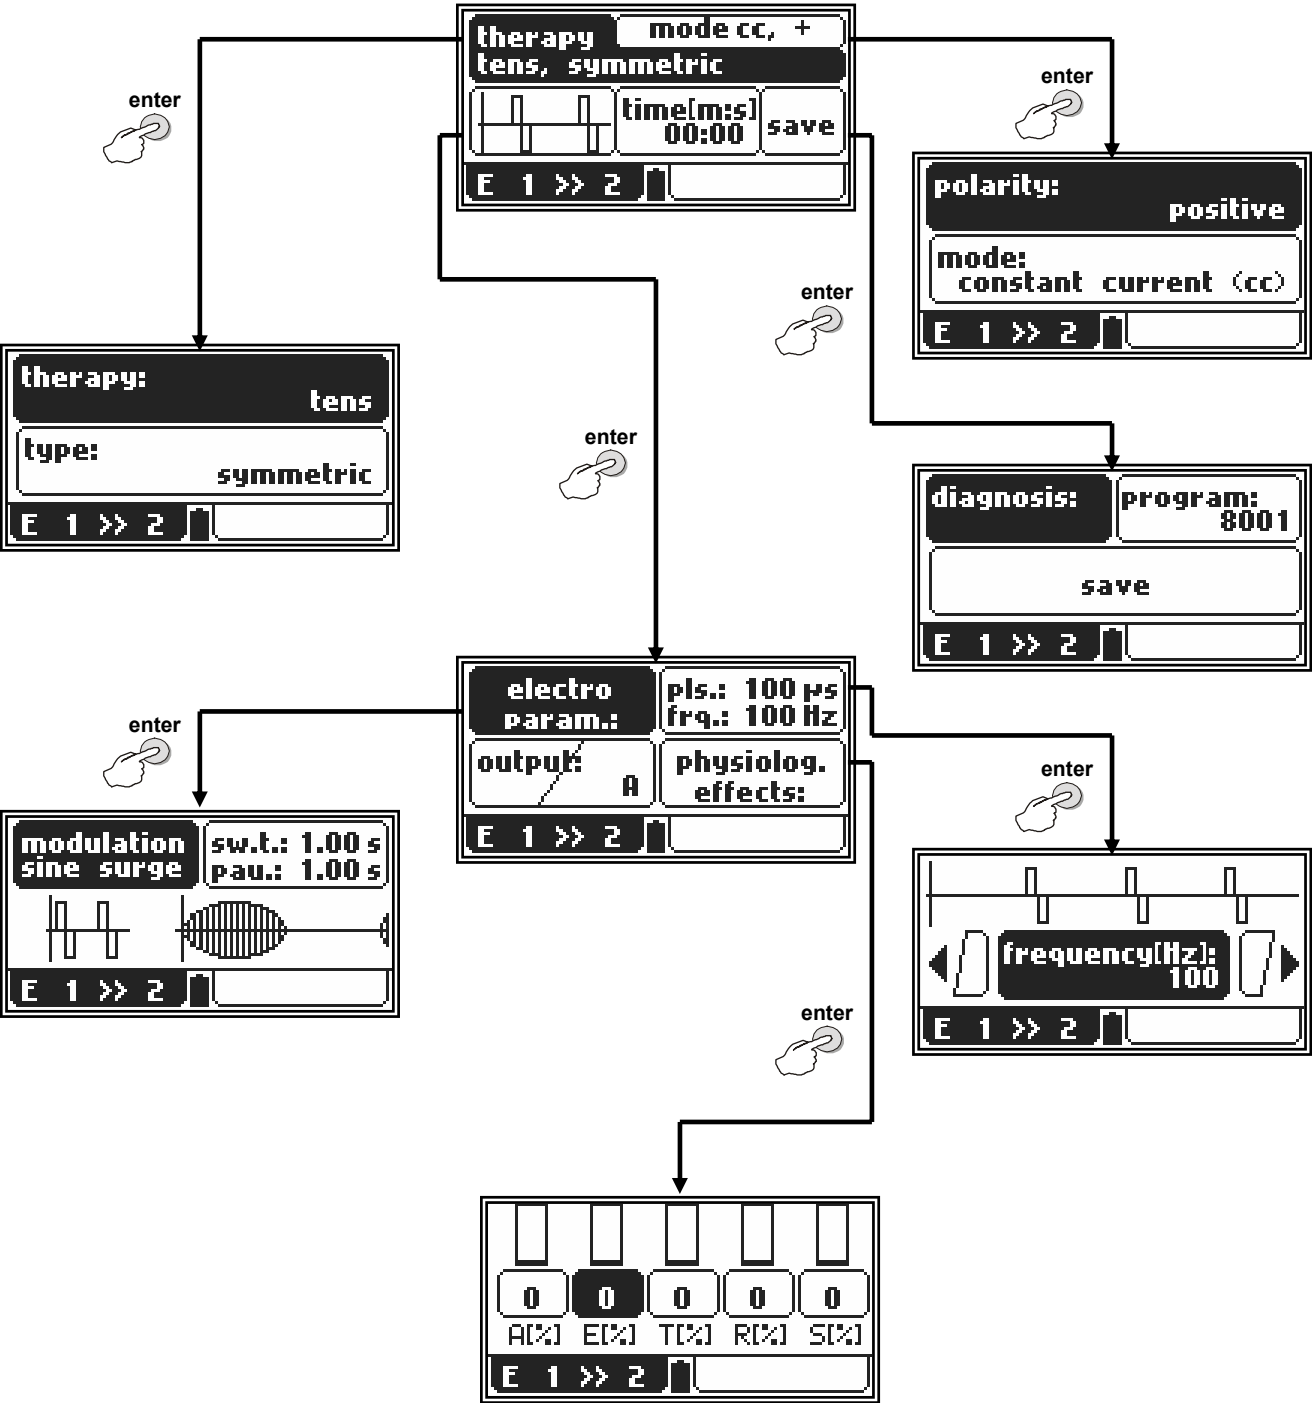 therapy mode cc, +
tens, symmetric
time[m:s]
00:00
save
E 1 >> 2
enter
enter
polarity:
positive
mode:
constant current (cc)
E 1 >> 2
enter
therapy:
tens
type:
symmetric
E 1 >> 2
enter
diagnosis:
program:
8001
save
E 1 >> 2
electro
param.:
pls.: 100 µs
frq.: 100 Hz
output:
A
physiolog.
effects:
E 1 >> 2
enter
enter
modulation
sine surge
sw.t.: 1.00 s
pau.: 1.00 s
E 1 >> 2
frequency[Hz]:
100
E 1 >> 2
enter
0 0 0 0 0
A[%] E[%] T[%] R[%] S[%]
E 1 >> 2